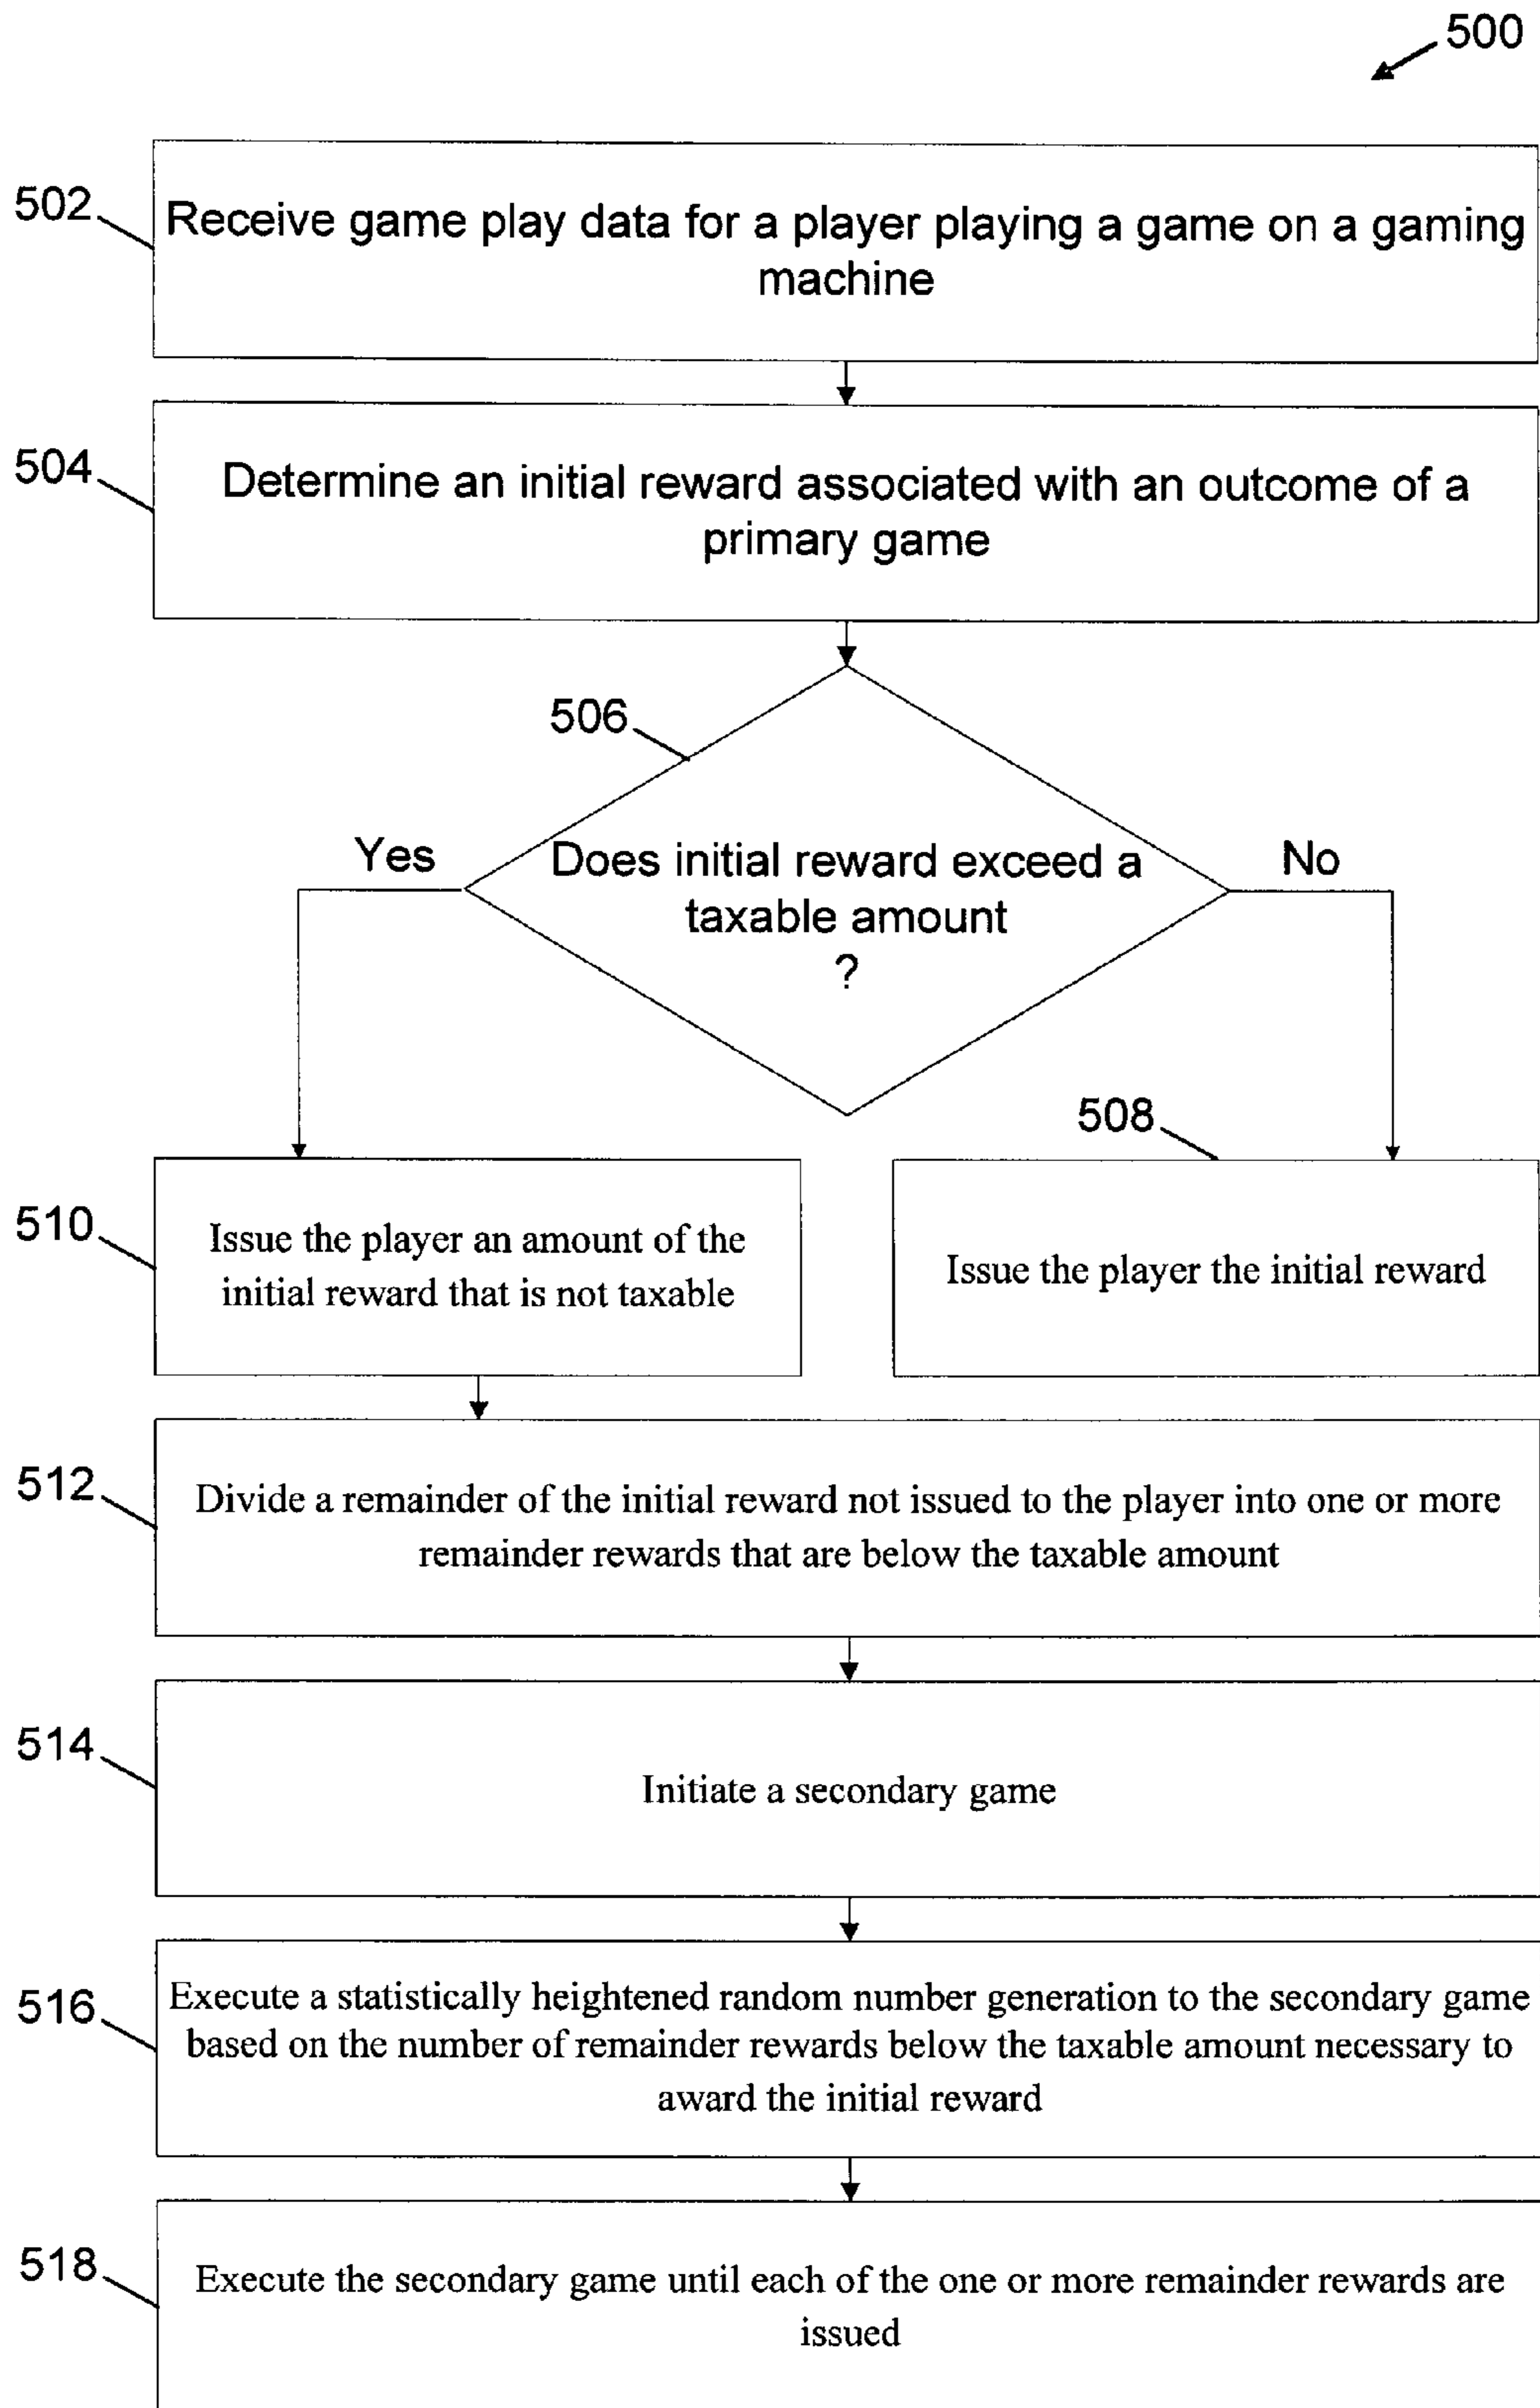 500
502
Receive game play data for a player playing a game on a gaming
machine
504
Determine an initial reward associated with an outcome of a
primary game
506
Yes
Does initial reward exceed a
taxable amount
?
No
508
510
Issue the player an amount of the
initial reward that is not taxable
Issue the player the initial reward
512
Divide a remainder of the initial reward not issued to the player into one or more
remainder rewards that are below the taxable amount
514
Initiate a secondary game
516
Execute a statistically heightened random number generation to the secondary game
based on the number of remainder rewards below the taxable amount necessary to
award the initial reward
518
Execute the secondary game until each of the one or more remainder rewards are
issued